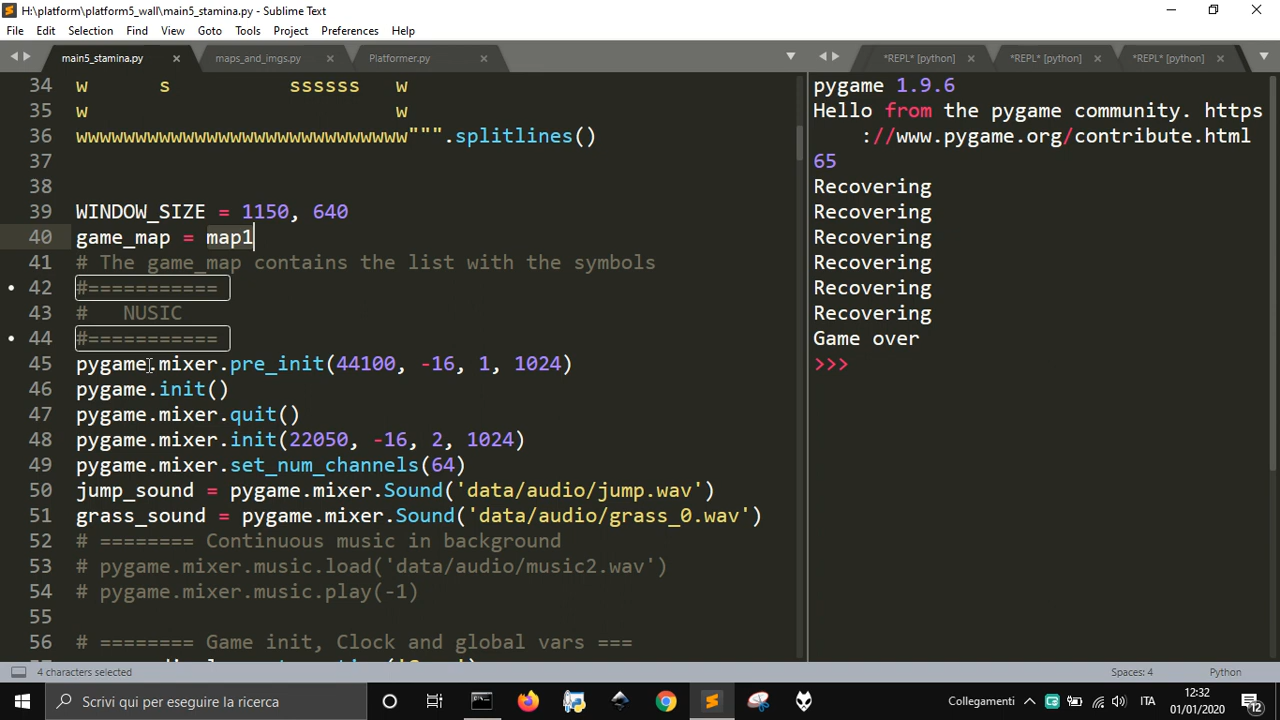 H:\platform\platform5_wall\main5_stamina.py - Sublime Text
File Edit Selection Find View Goto Tools Project Preferences Help
main5_stamina.py × maps_and_imgs.py × Platformer.py ×
34 w      s          ssssss   w
35 w                          w
36 wwwwwwwwwwwwwwwwwwwwwwwwwwww""".splitlines()
37
38
39 WINDOW_SIZE = 1150, 640
40 game_map = map1
41 # The game_map contains the list with the symbols
42 #===========
43 #   NUSIC
44 #===========
45 pygame.mixer.pre_init(44100, -16, 1, 1024)
46 pygame.init()
47 pygame.mixer.quit()
48 pygame.mixer.init(22050, -16, 2, 1024)
49 pygame.mixer.set_num_channels(64)
50 jump_sound = pygame.mixer.Sound('data/audio/jump.wav')
51 grass_sound = pygame.mixer.Sound('data/audio/grass_0.wav')
52 # ======== Continuous music in background
53 # pygame.mixer.music.load('data/audio/music2.wav')
54 # pygame.mixer.music.play(-1)
55
56 # ======== Game init, Clock and global vars ===
*REPL* [python] × *REPL* [python] × *REPL* [python] ×
pygame 1.9.6
Hello from the pygame community. https
://www.pygame.org/contribute.html
65
Recovering
Recovering
Recovering
Recovering
Recovering
Recovering
Game over
>>>
4 characters selected Spaces: 4 Python
Scrivi qui per eseguire la ricerca
Collegamenti ITA 12:32
01/01/2020 12